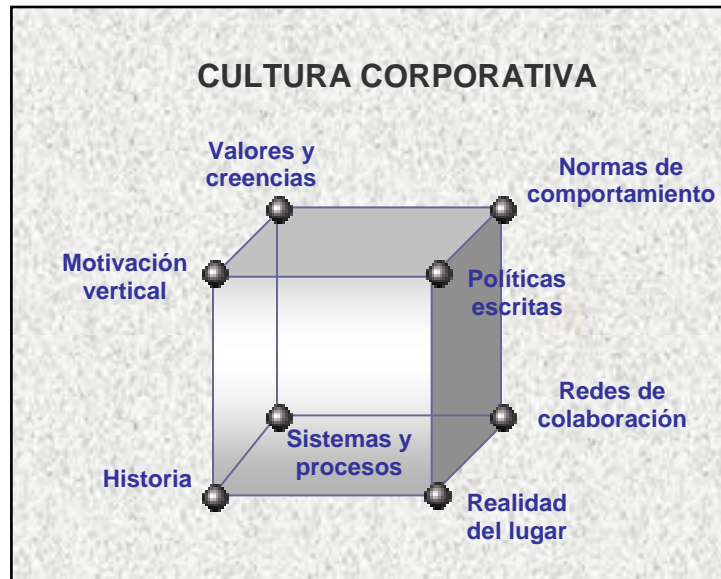 CULTURA CORPORATIVA
Valores y
creencias
Normas de
comportamiento
Motivación
vertical
Políticas
escritas
Redes de
colaboración
Sistemas y
procesos
Historia
Realidad
del lugar